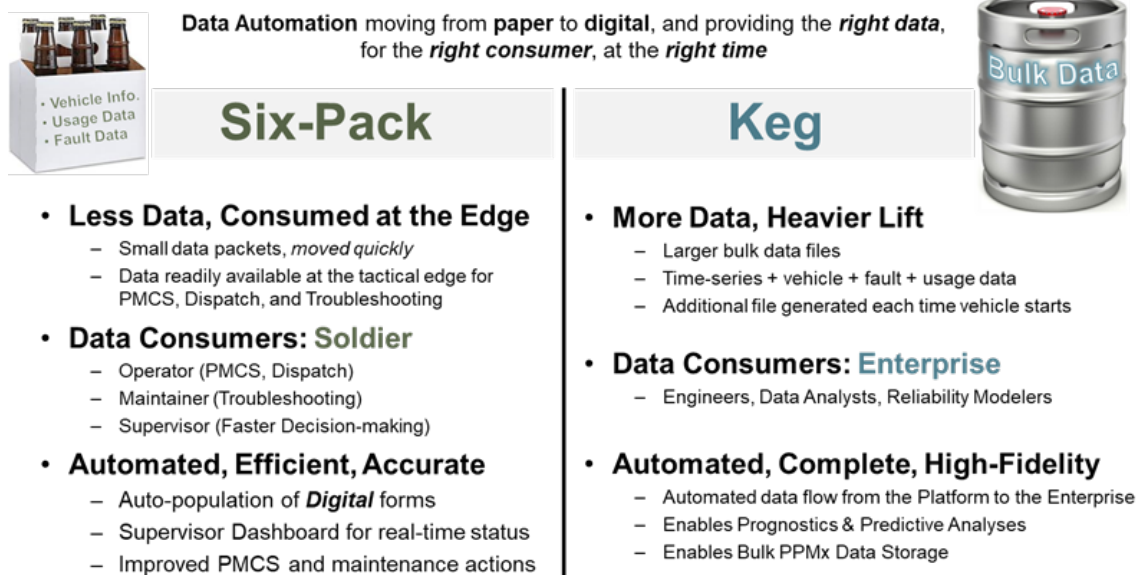 Data Automation moving from paper to digital, and providing the right data,
for the right consumer, at the right time
• Vehicle Info.
• Usage Data
• Fault Data
Bulk Data
Six-Pack
• Less Data, Consumed at the Edge
– Small data packets, moved quickly
– Data readily available at the tactical edge for
PMCS, Dispatch, and Troubleshooting
• Data Consumers: Soldier
– Operator (PMCS, Dispatch)
– Maintainer (Troubleshooting)
– Supervisor (Faster Decision-making)
• Automated, Efficient, Accurate
– Auto-population of Digital forms
– Supervisor Dashboard for real-time status
– Improved PMCS and maintenance actions
Keg
• More Data, Heavier Lift
– Larger bulk data files
– Time-series + vehicle + fault + usage data
– Additional file generated each time vehicle starts
• Data Consumers: Enterprise
– Engineers, Data Analysts, Reliability Modelers
• Automated, Complete, High-Fidelity
– Automated data flow from the Platform to the Enterprise
– Enables Prognostics & Predictive Analyses
– Enables Bulk PPMx Data Storage